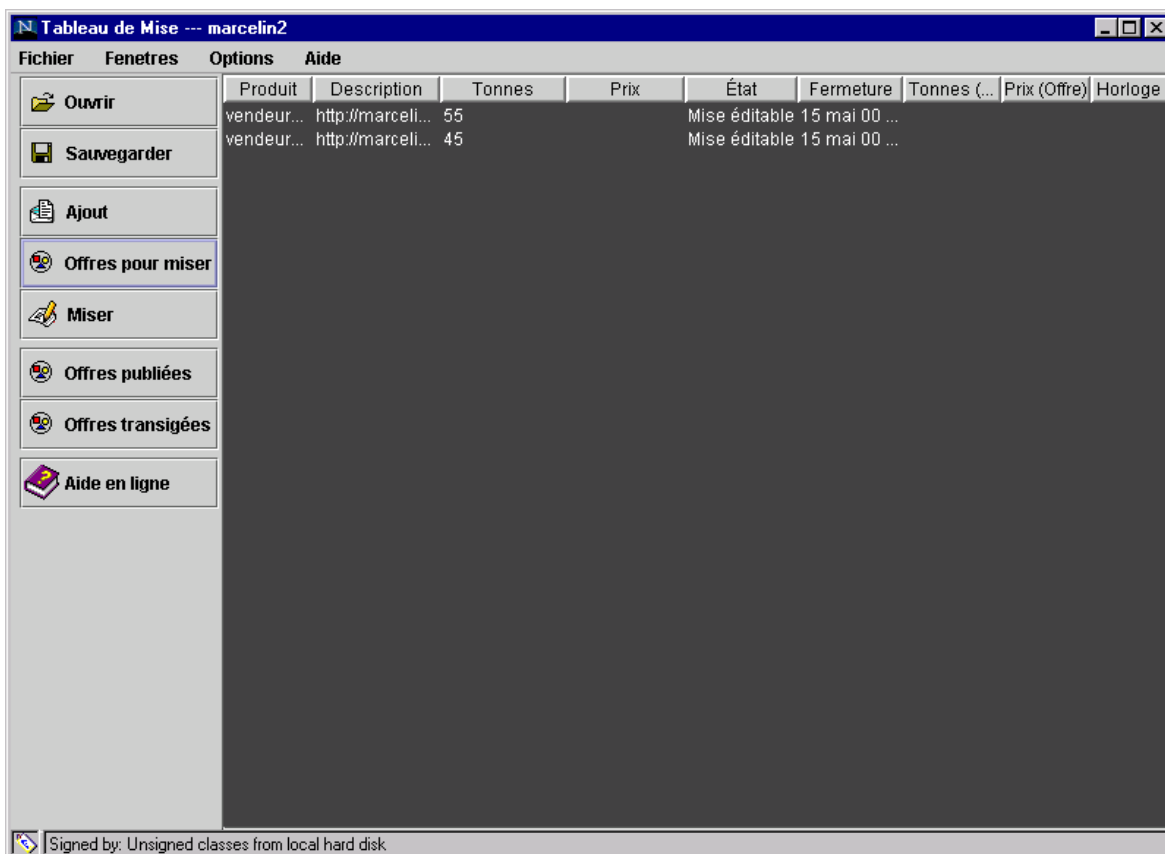 Tableau de Mise --- marcelin2
Fichier Fenetres Options Aide
Ouvrir
Sauvegarder
Ajout
Offres pour miser
Miser
Offres publiées
Offres transigées
Aide en ligne
Produit Description Tonnes Prix État Fermeture Tonnes (... Prix (Offre) Horloge
vendeur... http://marceli... 55 Mise éditable 15 mai 00 ...
vendeur... http://marceli... 45 Mise éditable 15 mai 00 ...
Signed by: Unsigned classes from local hard disk